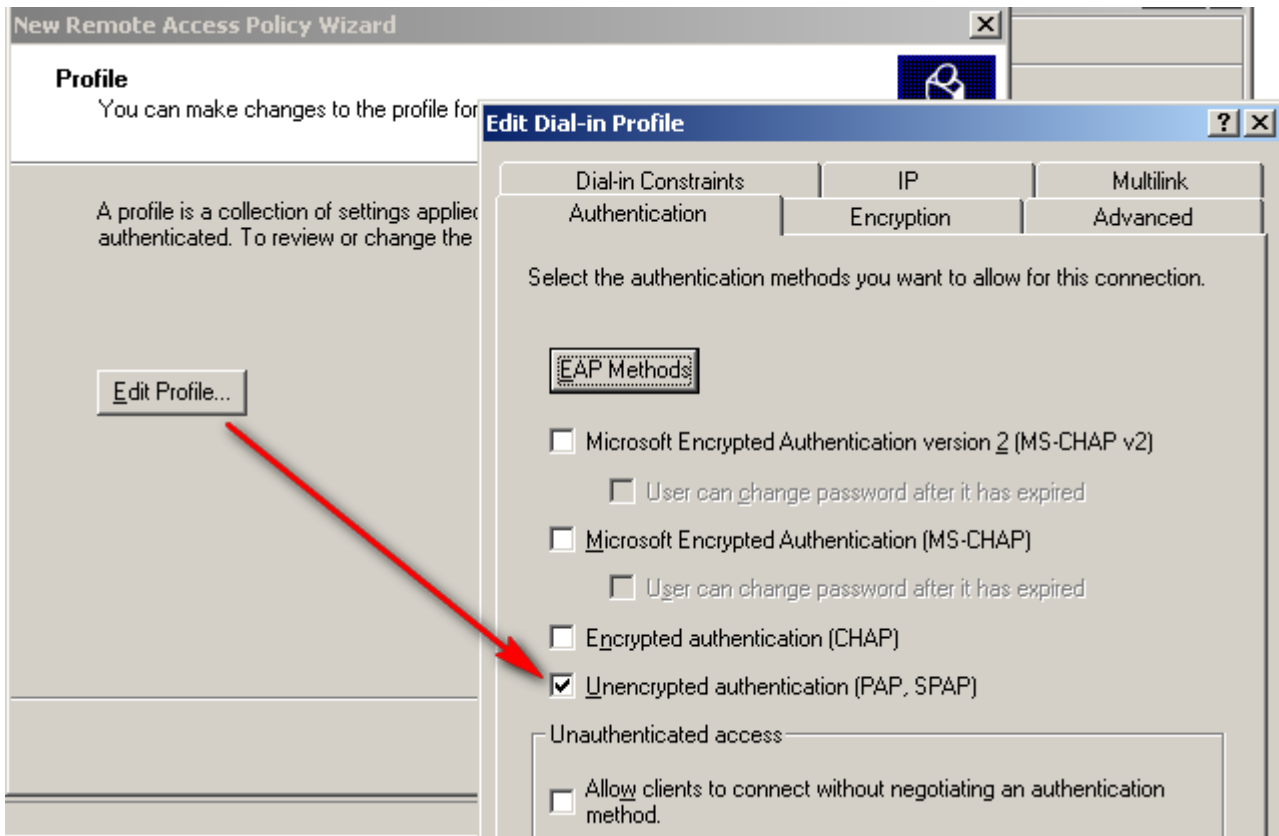 New Remote Access Policy Wizard
Profile
You can make changes to the profile for
A profile is a collection of settings applied
authenticated. To review or change the
Edit Profile...
Edit Dial-in Profile
Dial-in Constraints
IP
Multilink
Authentication
Encryption
Advanced
Select the authentication methods you want to allow for this connection.
EAP Methods
Microsoft Encrypted Authentication version 2 (MS-CHAP v2)
User can change password after it has expired
Microsoft Encrypted Authentication (MS-CHAP)
User can change password after it has expired
Encrypted authentication (CHAP)
Unencrypted authentication (PAP, SPAP)
Unauthenticated access
Allow clients to connect without negotiating an authentication
method.